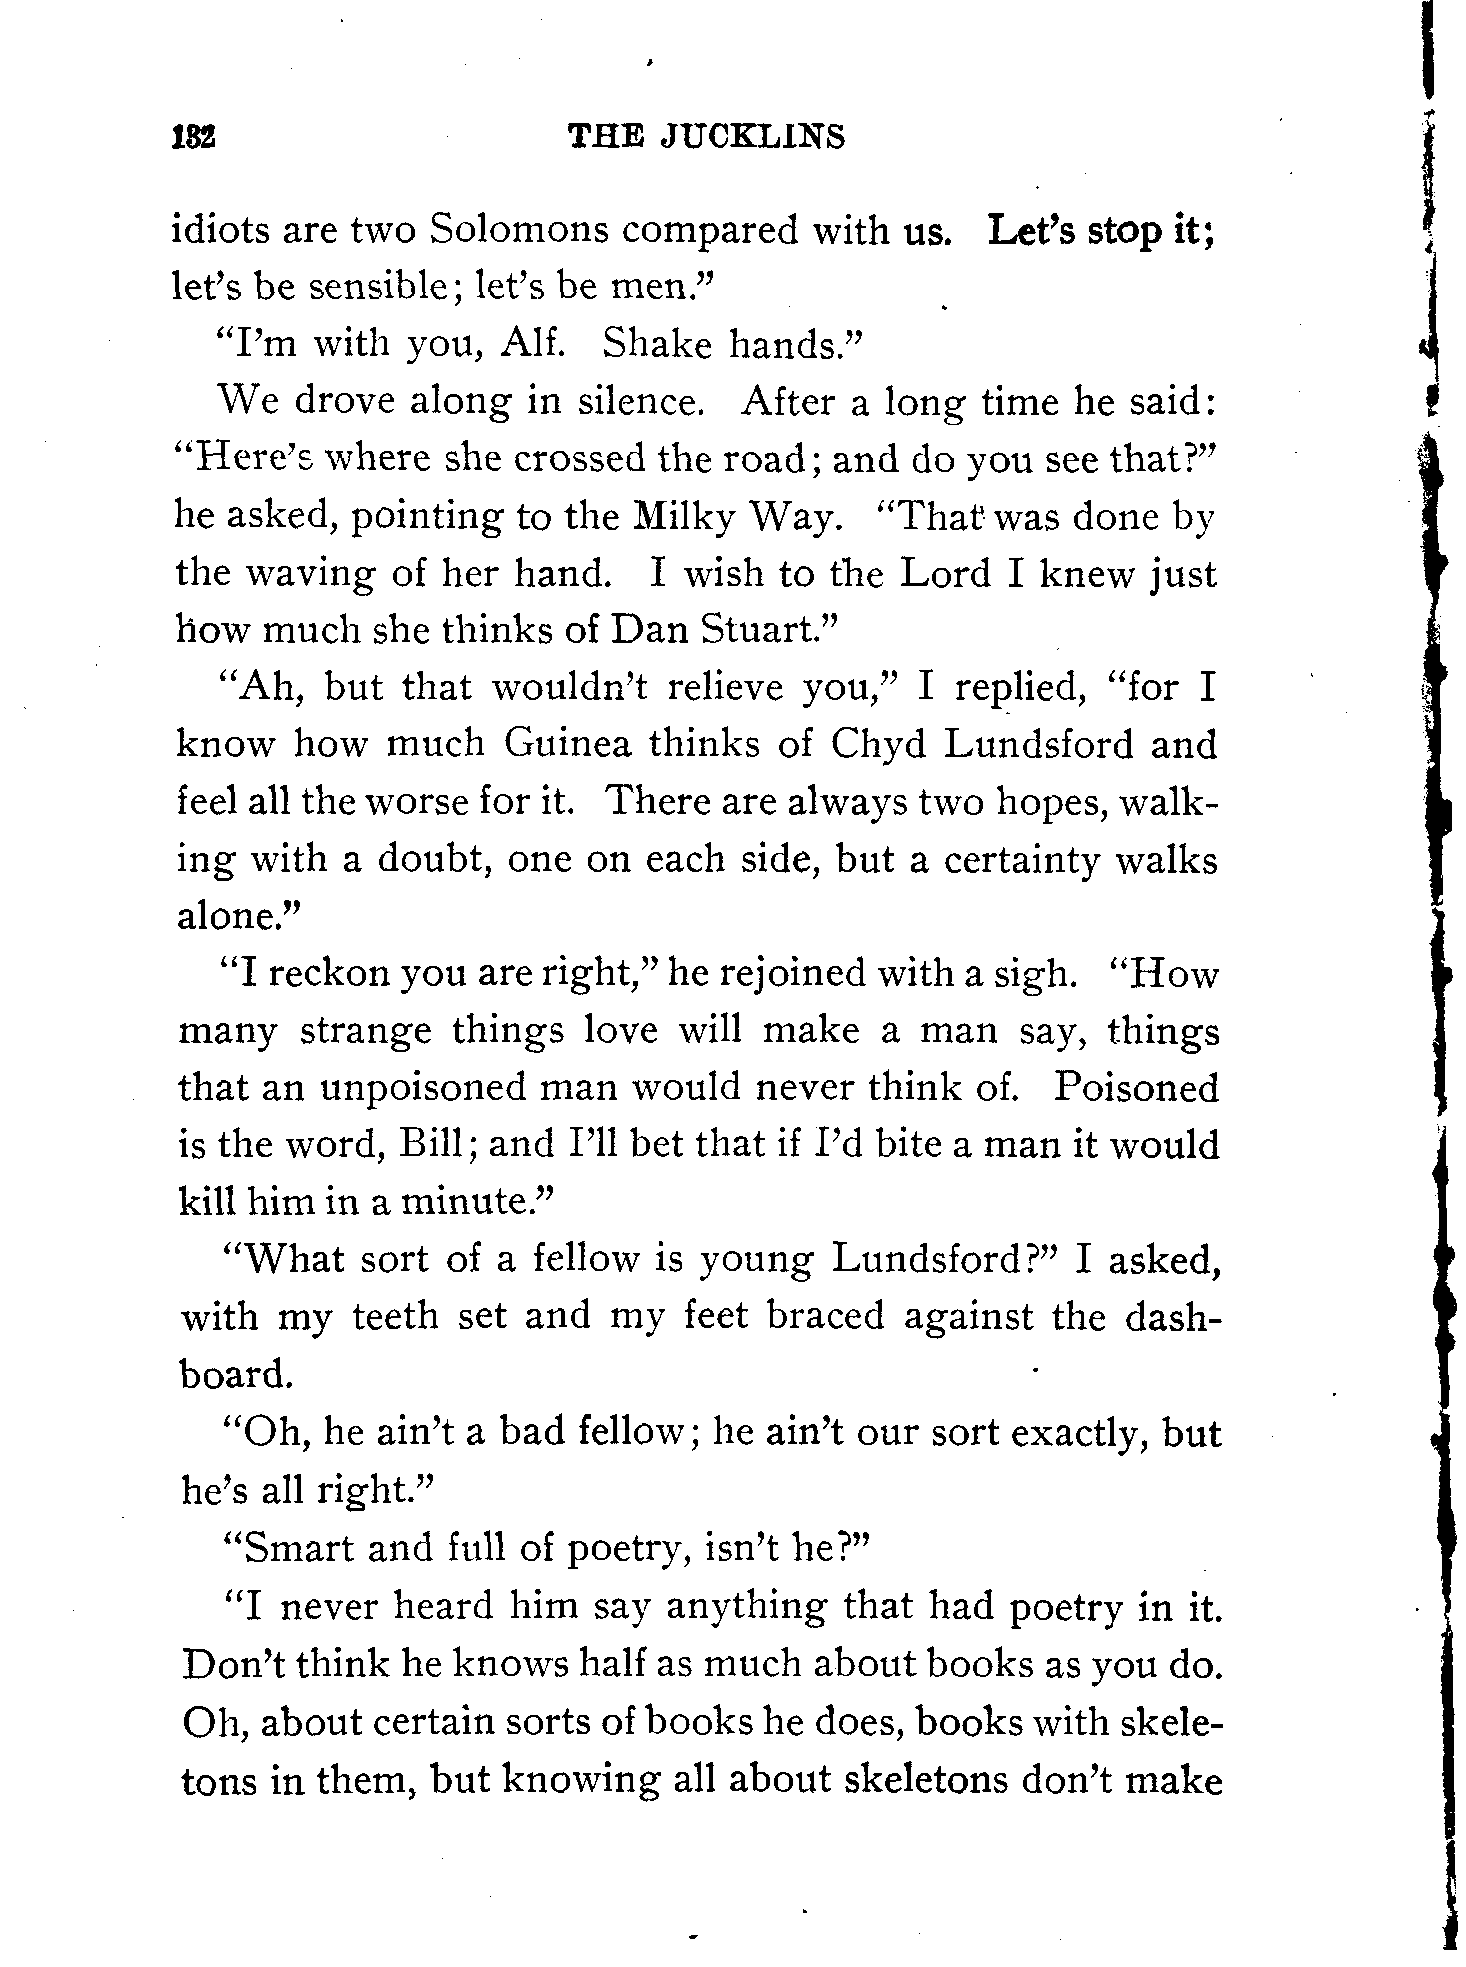 132 THE JUCKLINS
idiots are two Solomons compared with us. Let's stop it;
let's be sensible; let's be men."
"I'm with you, Alf. Shake hands."
We drove along in silence. After a long time he said:
"Here's where she crossed the road; and do you see that?"
he asked, pointing to the Milky Way. "That was done by
the waving of her hand. I wish to the Lord I knew just
how much she thinks of Dan Stuart."
"Ah, but that wouldn't relieve you," I replied, "for I
know how much Guinea thinks of Chyd Lundsford and
feel all the worse for it. There are always two hopes, walk-
ing with a doubt, one on each side, but a certainty walks
alone."
"I reckon you are right," he rejoined with a sigh. "How
many strange things love will make a man say, things
that an unpoisoned man would never think of. Poisoned
is the word, Bill; and I'll bet that if I'd bite a man it would
kill him in a minute."
"What sort of a fellow is young Lundsford?" I asked,
with my teeth set and my feet braced against the dash-
board.
"Oh, he ain't a bad fellow; he ain't our sort exactly, but
he's all right."
"Smart and full of poetry, isn't he?"
"I never heard him say anything that had poetry in it.
Don't think he knows half as much about books as you do.
Oh, about certain sorts of books he does, books with skele-
tons in them, but knowing all about skeletons don't make